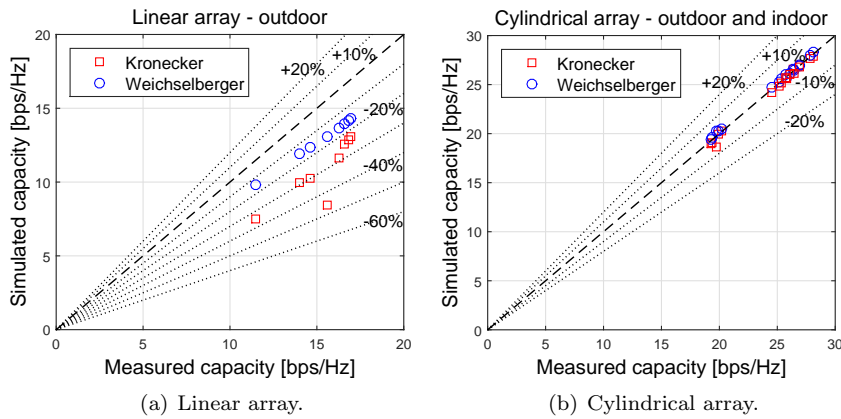 Linear array - outdoor
20
15
10
5
0
0
5
10
15
20
Simulated capacity [bps/Hz]
Measured capacity [bps/Hz]
Kronecker
Weichselberger
+20%
+10%
-20%
-40%
-60%
(a) Linear array.
Cylindrical array - outdoor and indoor
30
25
20
15
10
5
0
0
5
10
15
20
25
30
Simulated capacity [bps/Hz]
Measured capacity [bps/Hz]
Kronecker
Weichselberger
+10%
+20%
-10%
-20%
(b) Cylindrical array.